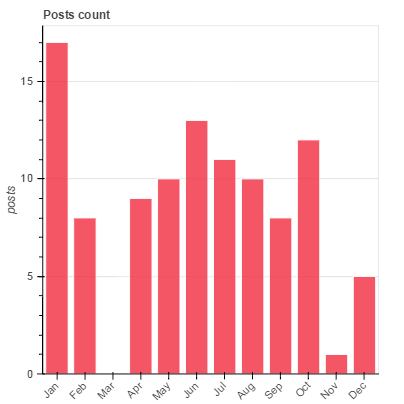 Posts count
posts
15
10
5
0
Jan
Feb
Mar
Apr
May
Jun
Jul
Aug
Sep
Oct
Nov
Dec